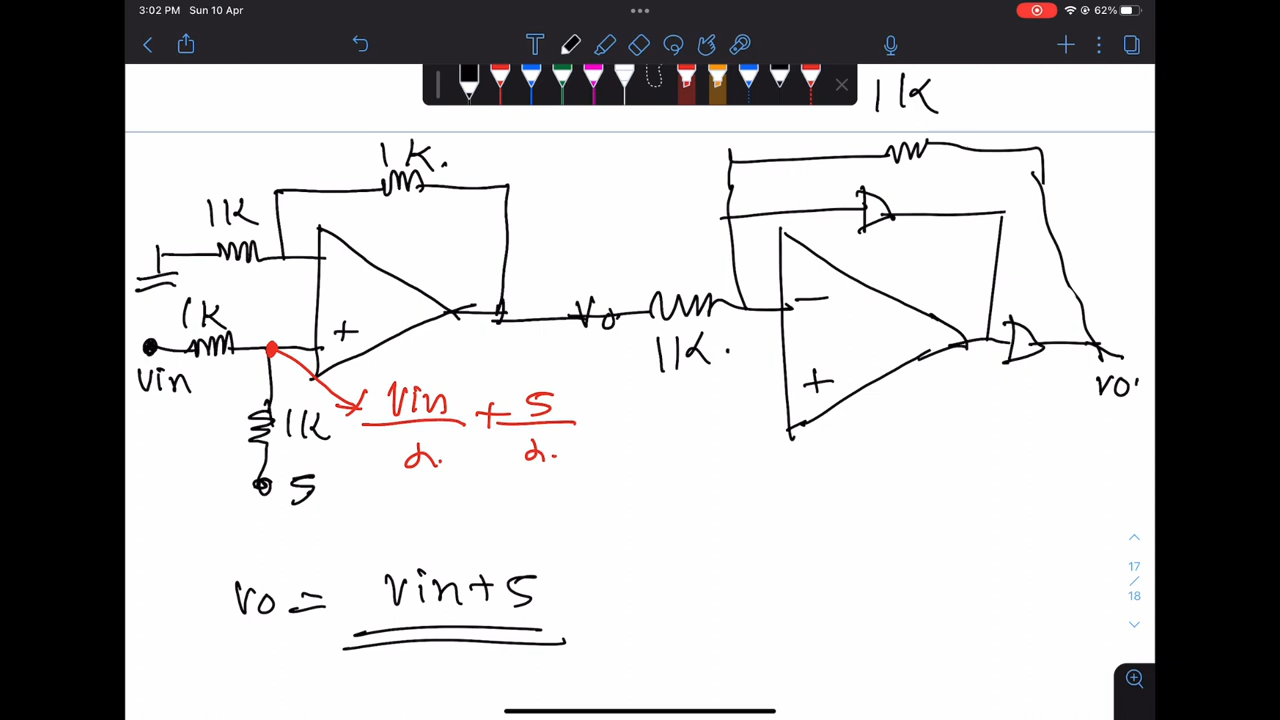 3:02 PM Sun 10 Apr
62%
T
1K
1K.
1K
1K
Vin
+
1K
5
Vin/2. + 5/2.
Vo
1K.
−
+
Vo'
17
/
18
Vo = Vin+5